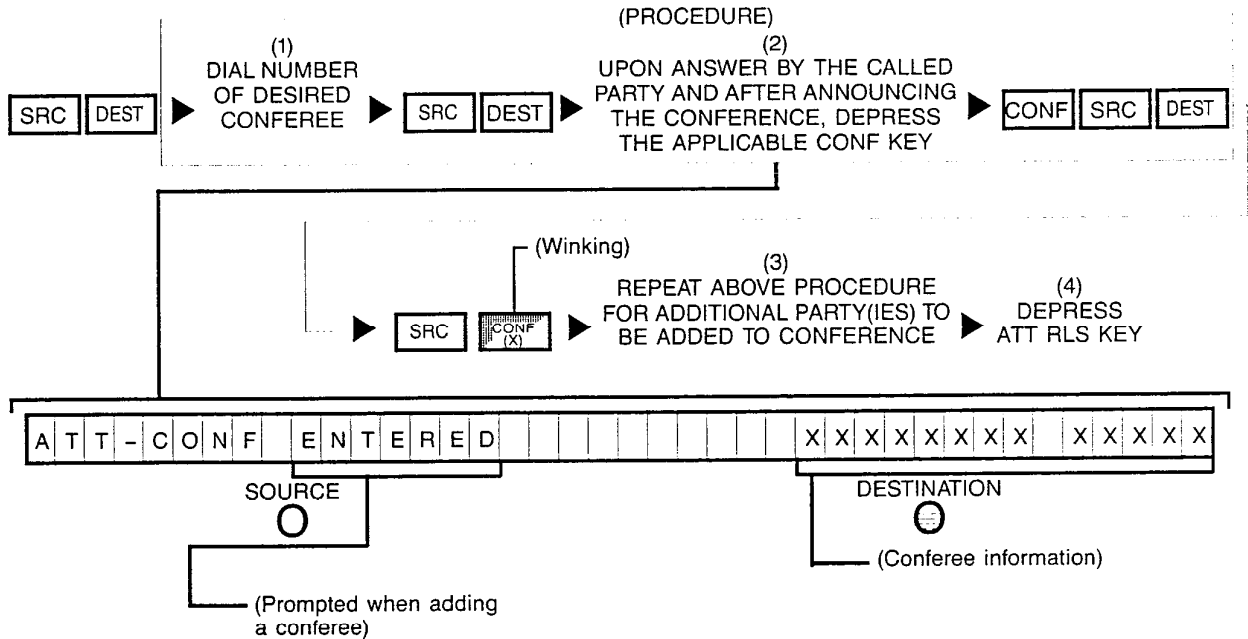 (PROCEDURE)
(1)
DIAL NUMBER
OF DESIRED
CONFEREE
(2)
UPON ANSWER BY THE CALLED
PARTY AND AFTER ANNOUNCING
THE CONFERENCE, DEPRESS
THE APPLICABLE CONF KEY
SRC DEST SRC DEST CONF SRC DEST
(Winking)
SRC CONF
(X)
(3)
REPEAT ABOVE PROCEDURE
FOR ADDITIONAL PARTY(IES) TO
BE ADDED TO CONFERENCE
(4)
DEPRESS
ATT RLS KEY
ATT-CONF ENTERED XXXXXXXX XXXXX
SOURCE DESTINATION
(Conferee information)
(Prompted when adding
a conferee)